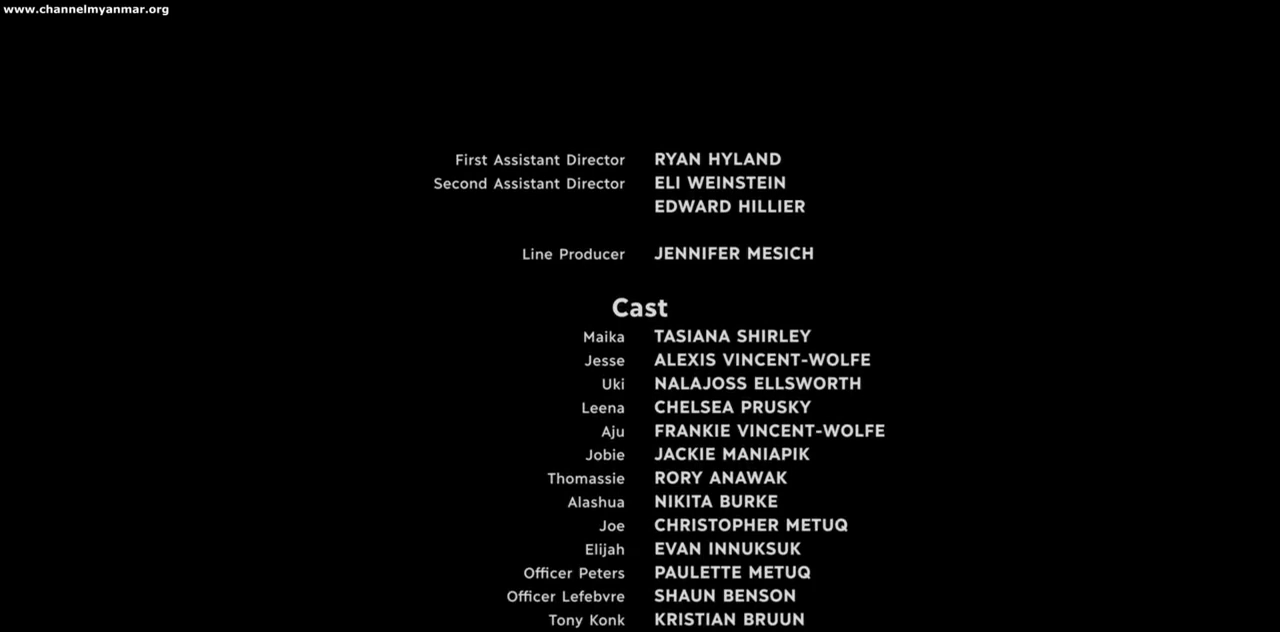 www.channelmyanmar.org
First Assistant Director RYAN HYLAND
Second Assistant Director ELI WEINSTEIN
EDWARD HILLIER
Line Producer JENNIFER MESICH
Cast
Maika TASIANA SHIRLEY
Jesse ALEXIS VINCENT-WOLFE
Uki NALAJOSS ELLSWORTH
Leena CHELSEA PRUSKY
Aju FRANKIE VINCENT-WOLFE
Jobie JACKIE MANIAPIK
Thomassie RORY ANAWAK
Alashua NIKITA BURKE
Joe CHRISTOPHER METUQ
Elijah EVAN INNUKSUK
Officer Peters PAULETTE METUQ
Officer Lefebvre SHAUN BENSON
Tony Konk KRISTIAN BRUUN